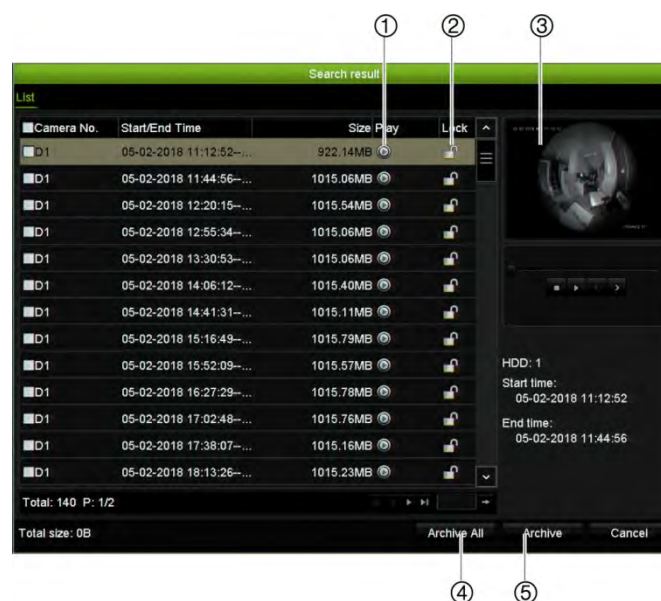 ① ② ③
Search result
List
Camera No. Start/End Time Size Play Lock
D1 05-02-2018 11:12:52--... 922.14MB
D1 05-02-2018 11:44:56--... 1015.06MB
D1 05-02-2018 12:20:15--... 1015.54MB
D1 05-02-2018 12:55:34--... 1015.06MB
D1 05-02-2018 13:30:53--... 1015.06MB
D1 05-02-2018 14:06:12--... 1015.40MB
D1 05-02-2018 14:41:31--... 1015.11MB
D1 05-02-2018 15:16:49--... 1015.79MB
D1 05-02-2018 15:52:09--... 1015.57MB
D1 05-02-2018 16:27:29--... 1015.78MB
D1 05-02-2018 17:02:48--... 1015.76MB
D1 05-02-2018 17:38:07--... 1015.16MB
D1 05-02-2018 18:13:26--... 1015.23MB
HDD: 1
Start time:
05-02-2018 11:12:52
End time:
05-02-2018 11:44:56
Total: 140 P: 1/2
Total size: 0B
Archive All Archive Cancel
④ ⑤